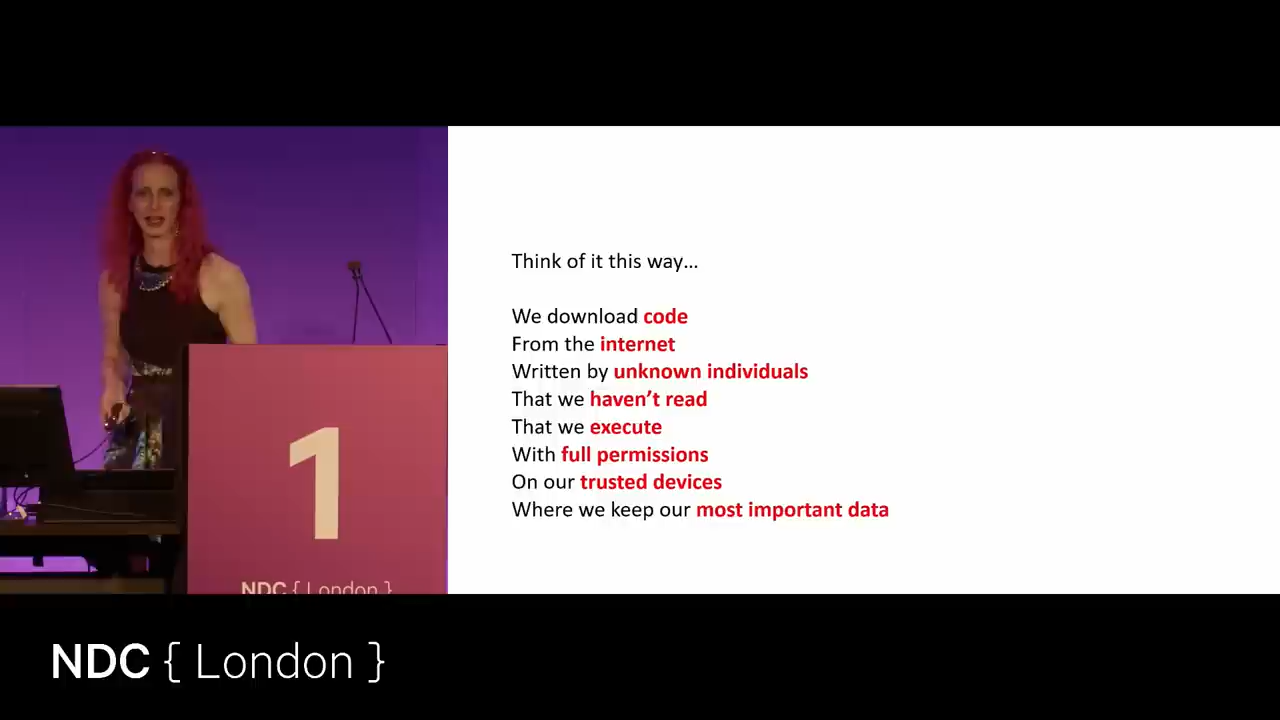 Think of it this way...
We download code
From the internet
Written by unknown individuals
That we haven't read
That we execute
With full permissions
On our trusted devices
Where we keep our most important data
1
NDC { London }
NDC { London }